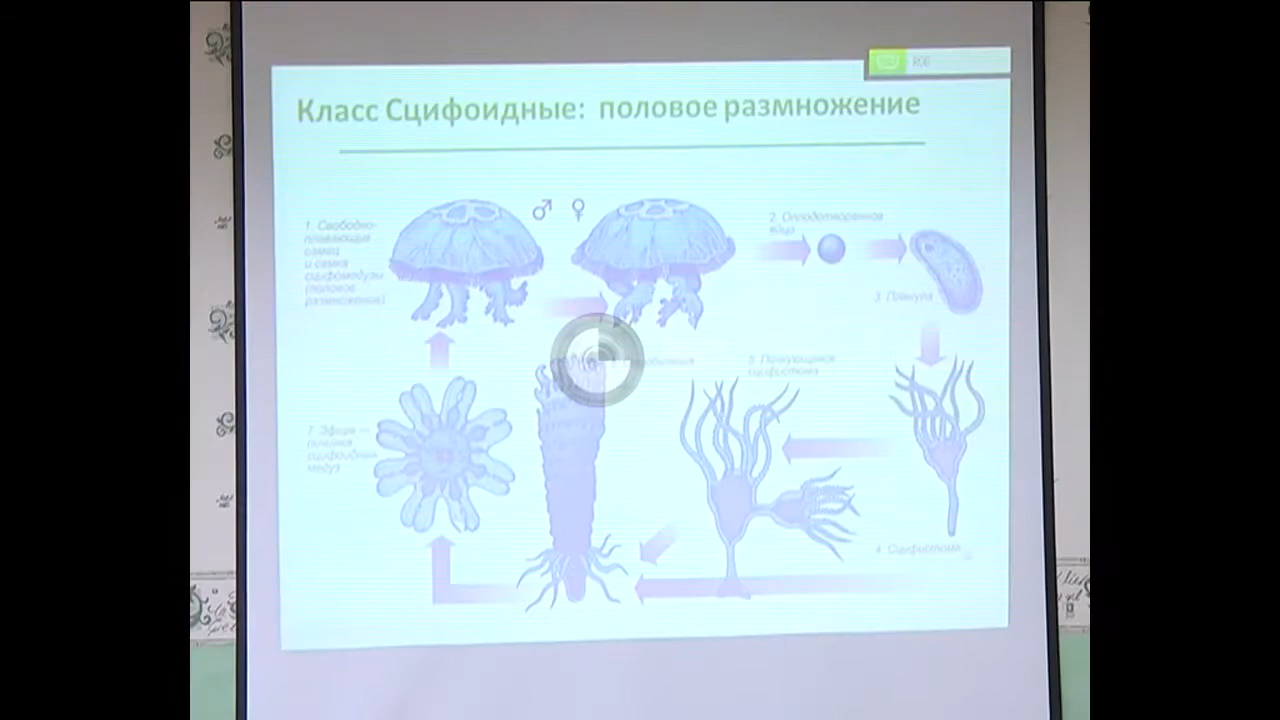 RGB
Класс Сцифоидные: половое размножение
1. Свободно-
плавающие
самец
и самка
сцифомедузы
(половое
размножение)
2. Оплодотворенное
яйцо
3. Планула
5. Почкующаяся
сцифистома
7. Эфира —
личинка
сцифоидных
медуз
4. Сцифистома